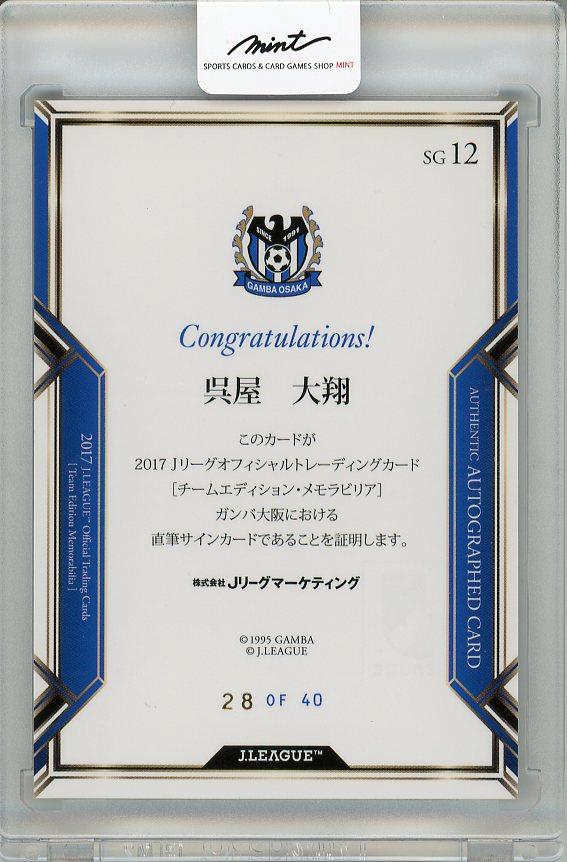 mint
SPORTS CARDS & CARD GAMES SHOP MINT
SG 12
SINCE 1991
GAMBA OSAKA
Congratulations!
呉屋 大翔
このカードが
2017 Jリーグオフィシャルトレーディングカード
[チームエディション・メモラビリア]
ガンバ大阪における
直筆サインカードであることを証明します。
株式会社 Jリーグマーケティング
©1995 GAMBA
© J.LEAGUE
28 OF 40
J.LEAGUE™
2017 J.LEAGUE™ Official Trading Cards
[ Team Edition Memorabilia ]
AUTHENTIC AUTOGRAPHED CARD